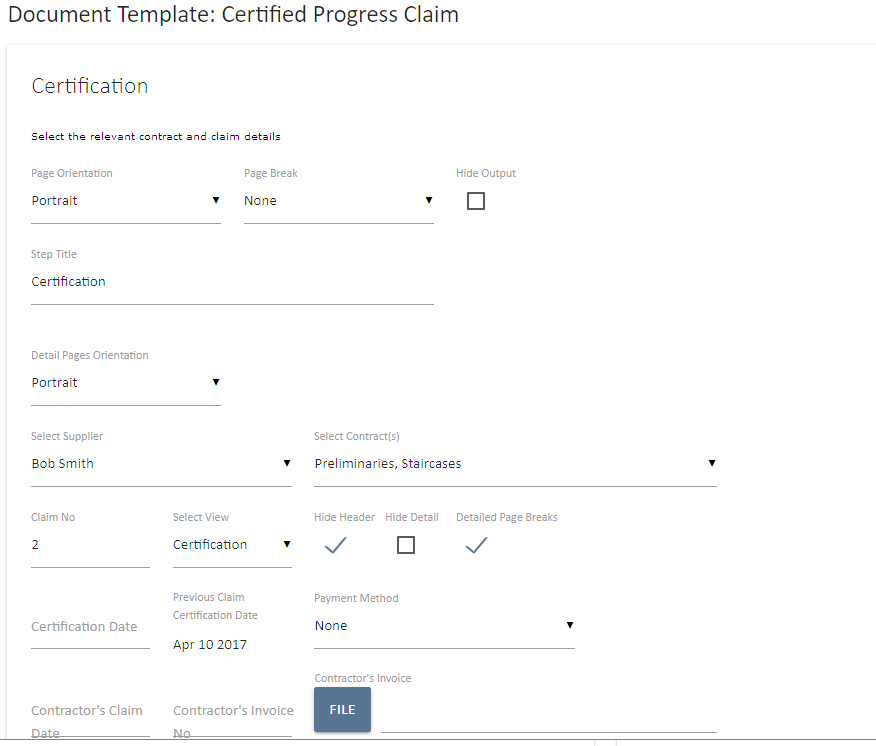 Document Template: Certified Progress Claim
Certification
Select the relevant contract and claim details
Page Orientation Page Break Hide Output
Portrait None
Step Title
Certification
Detail Pages Orientation
Portrait
Select Supplier Select Contract(s)
Bob Smith Preliminaries, Staircases
Claim No Select View Hide Header Hide Detail Detailed Page Breaks
2 Certification
Previous Claim Payment Method
Certification Date
Certification Date None
Apr 10 2017
Contractor's Invoice
Contractor's Claim Contractor's Invoice FILE
Date No